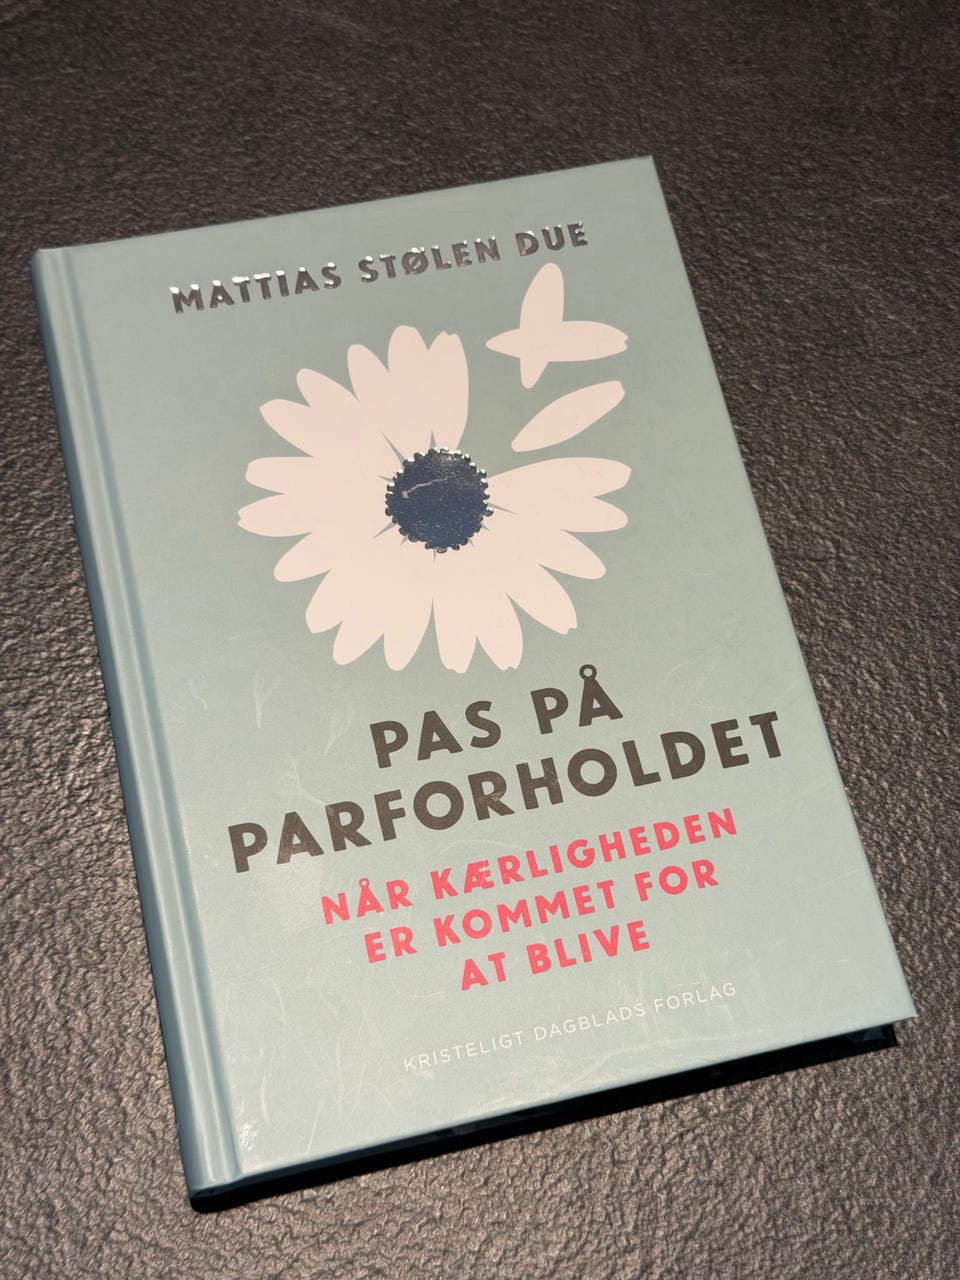 MATTIAS STØLEN DUE
PAS PÅ
PARFORHOLDET
NÅR KÆRLIGHEDEN
ER KOMMET FOR
AT BLIVE
KRISTELIGT DAGBLADS FORLAG